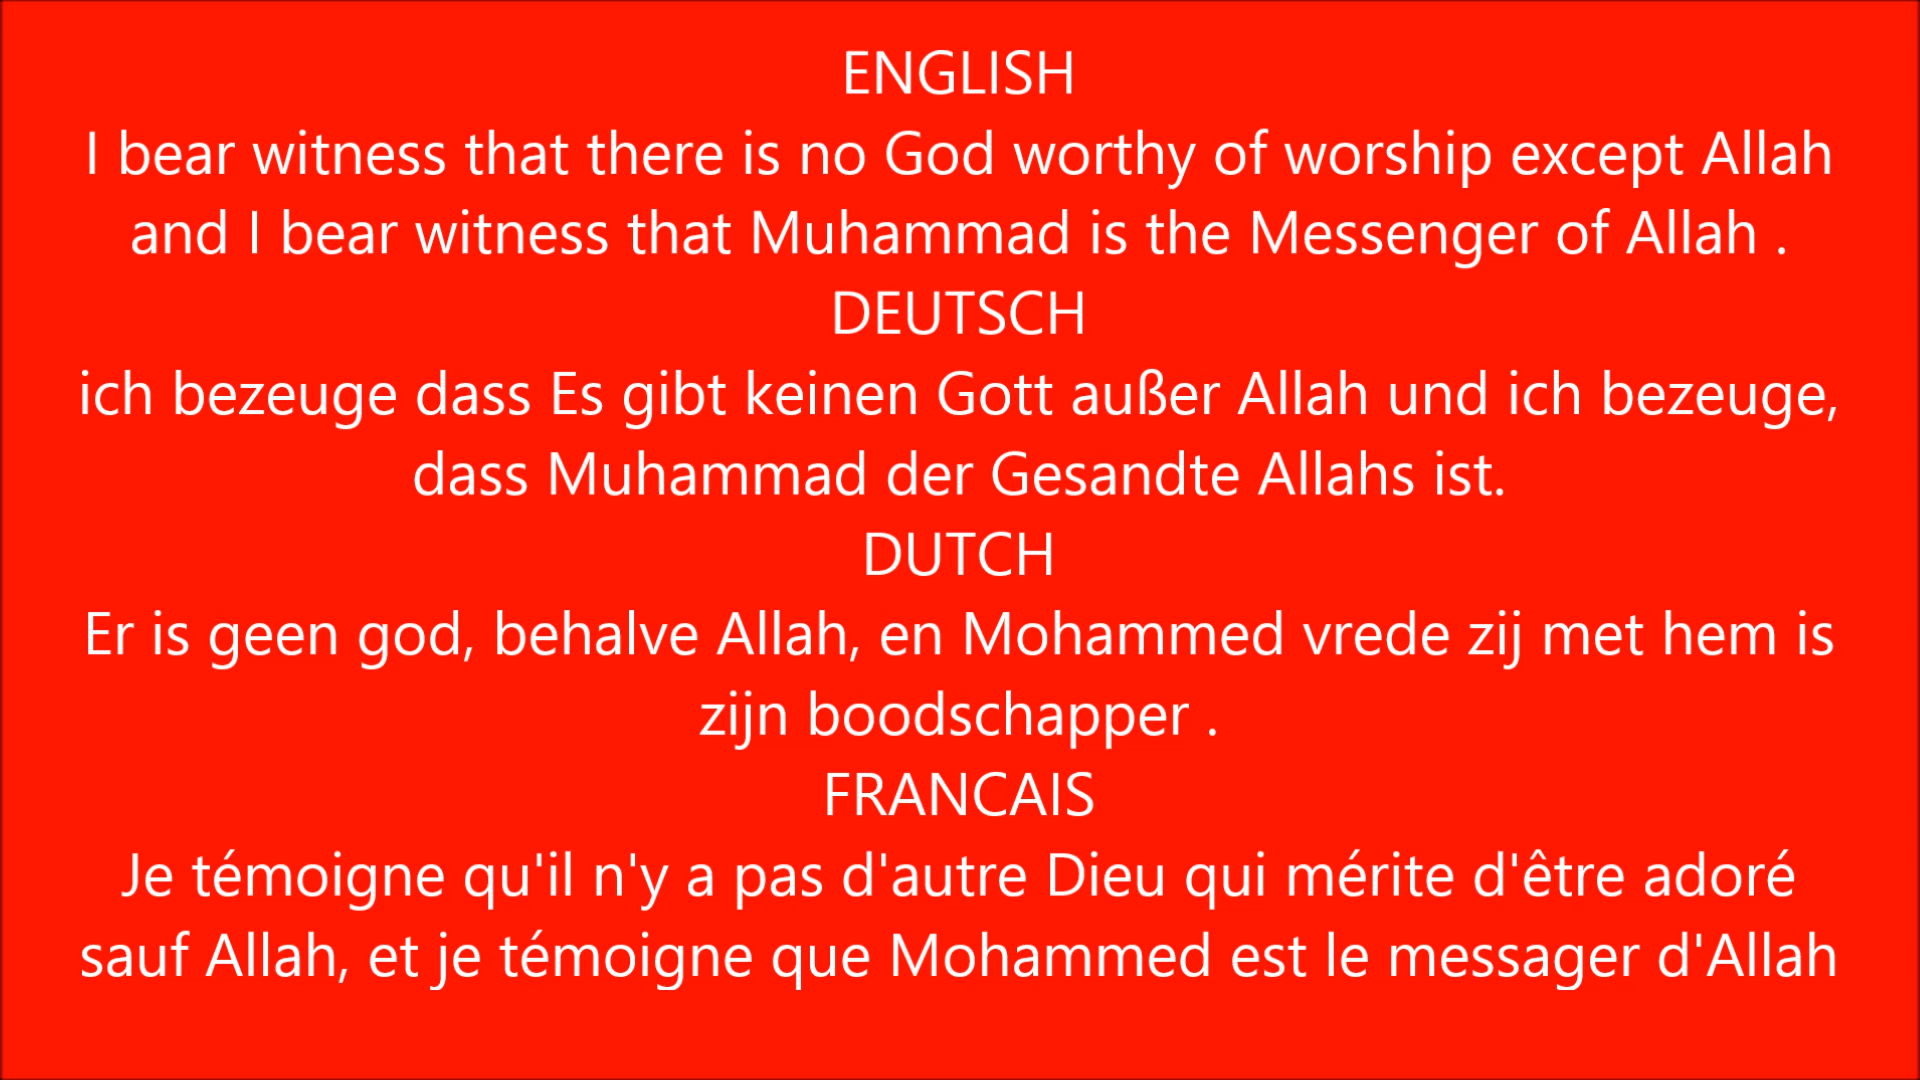 ENGLISH
I bear witness that there is no God worthy of worship except Allah
and I bear witness that Muhammad is the Messenger of Allah .
DEUTSCH
ich bezeuge dass Es gibt keinen Gott außer Allah und ich bezeuge,
dass Muhammad der Gesandte Allahs ist.
DUTCH
Er is geen god, behalve Allah, en Mohammed vrede zij met hem is
zijn boodschapper .
FRANCAIS
Je témoigne qu'il n'y a pas d'autre Dieu qui mérite d'être adoré
sauf Allah, et je témoigne que Mohammed est le messager d'Allah